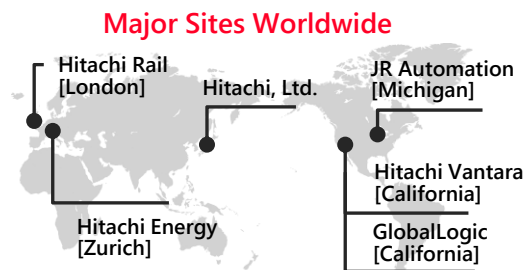 Major Sites Worldwide
Hitachi Rail
[London]
Hitachi, Ltd.
JR Automation
[Michigan]
Hitachi Energy
[Zurich]
Hitachi Vantara
[California]
GlobalLogic
[California]